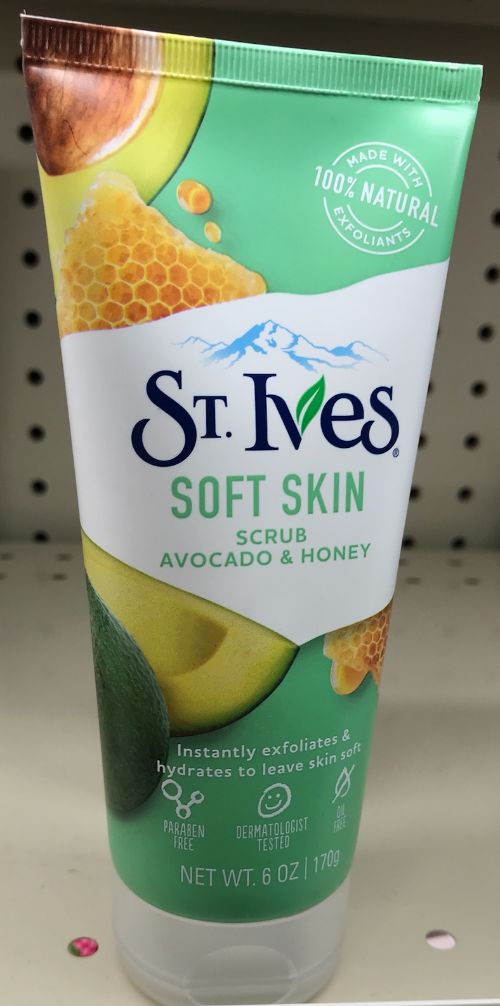 MADE WITH
100% NATURAL
EXFOLIANTS
ST. Ives®
SOFT SKIN
SCRUB
AVOCADO & HONEY
Instantly exfoliates &
hydrates to leave skin soft
PARABEN
FREE
DERMATOLOGIST
TESTED
OIL
FREE
NET WT. 6 OZ | 170g